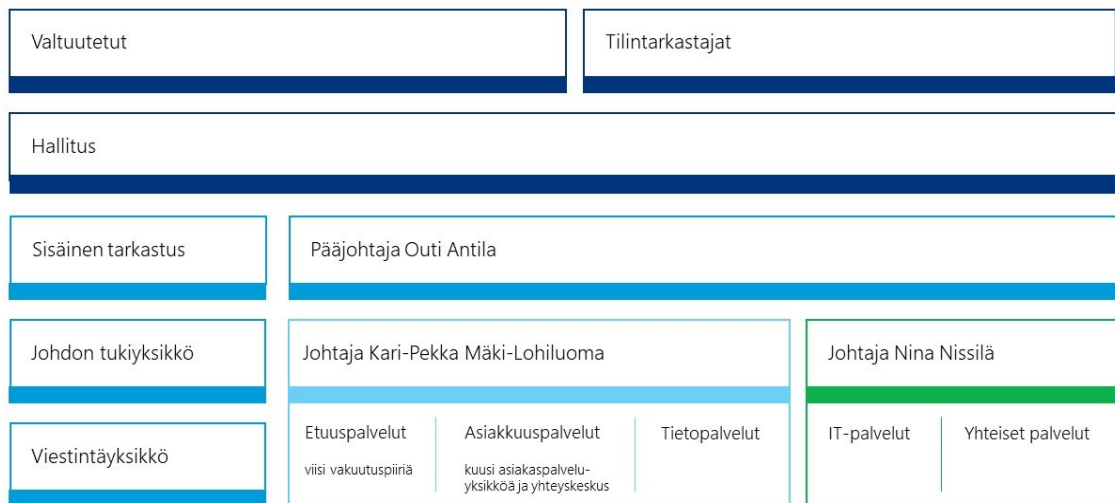 Valtuutetut
Tilintarkastajat
Hallitus
Sisäinen tarkastus
Pääjohtaja Outi Antila
Johdon tukiyksikkö
Johtaja Kari-Pekka Mäki-Lohiluoma
Johtaja Nina Nissilä
Viestintäyksikkö
Etuuspalvelut
viisi vakuutuspiiriä
Asiakkuuspalvelut
kuusi asiakaspalvelu-
yksikköä ja yhteyskeskus
Tietopalvelut
IT-palvelut
Yhteiset palvelut